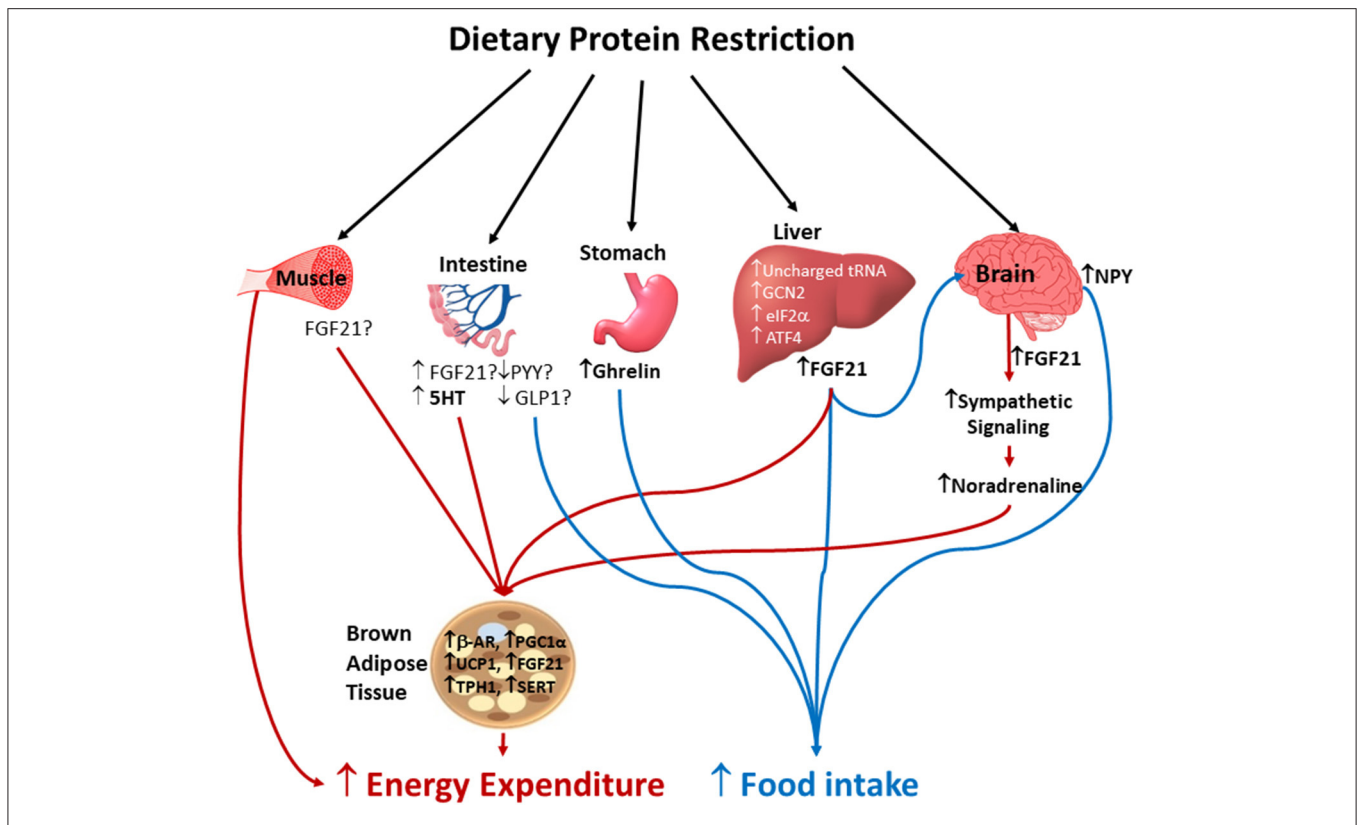 Dietary Protein Restriction
Muscle
FGF21?
Intestine
↑ FGF21? ↓PYY?
↑ 5HT ↓ GLP1?
Stomach
↑Ghrelin
Liver
↑Uncharged tRNA
↑GCN2
↑ eIF2α
↑ ATF4
↑FGF21
Brain
↑NPY
↑FGF21
↑Sympathetic
Signaling
↑Noradrenaline
Brown
Adipose
Tissue
↑β-AR, ↑PGC1α
↑UCP1, ↑FGF21
↑TPH1, ↑SERT
↑ Energy Expenditure
↑ Food intake